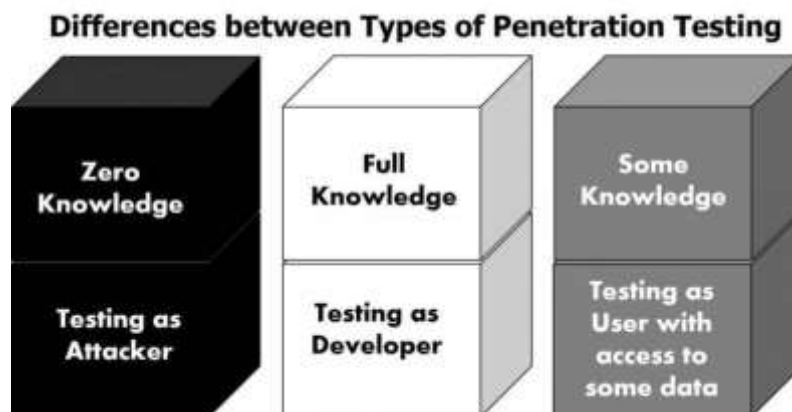 Differences between Types of Penetration Testing
Zero
Knowledge
Testing as
Attacker
Full
Knowledge
Testing as
Developer
Some
Knowledge
Testing as
User with
access to
some data